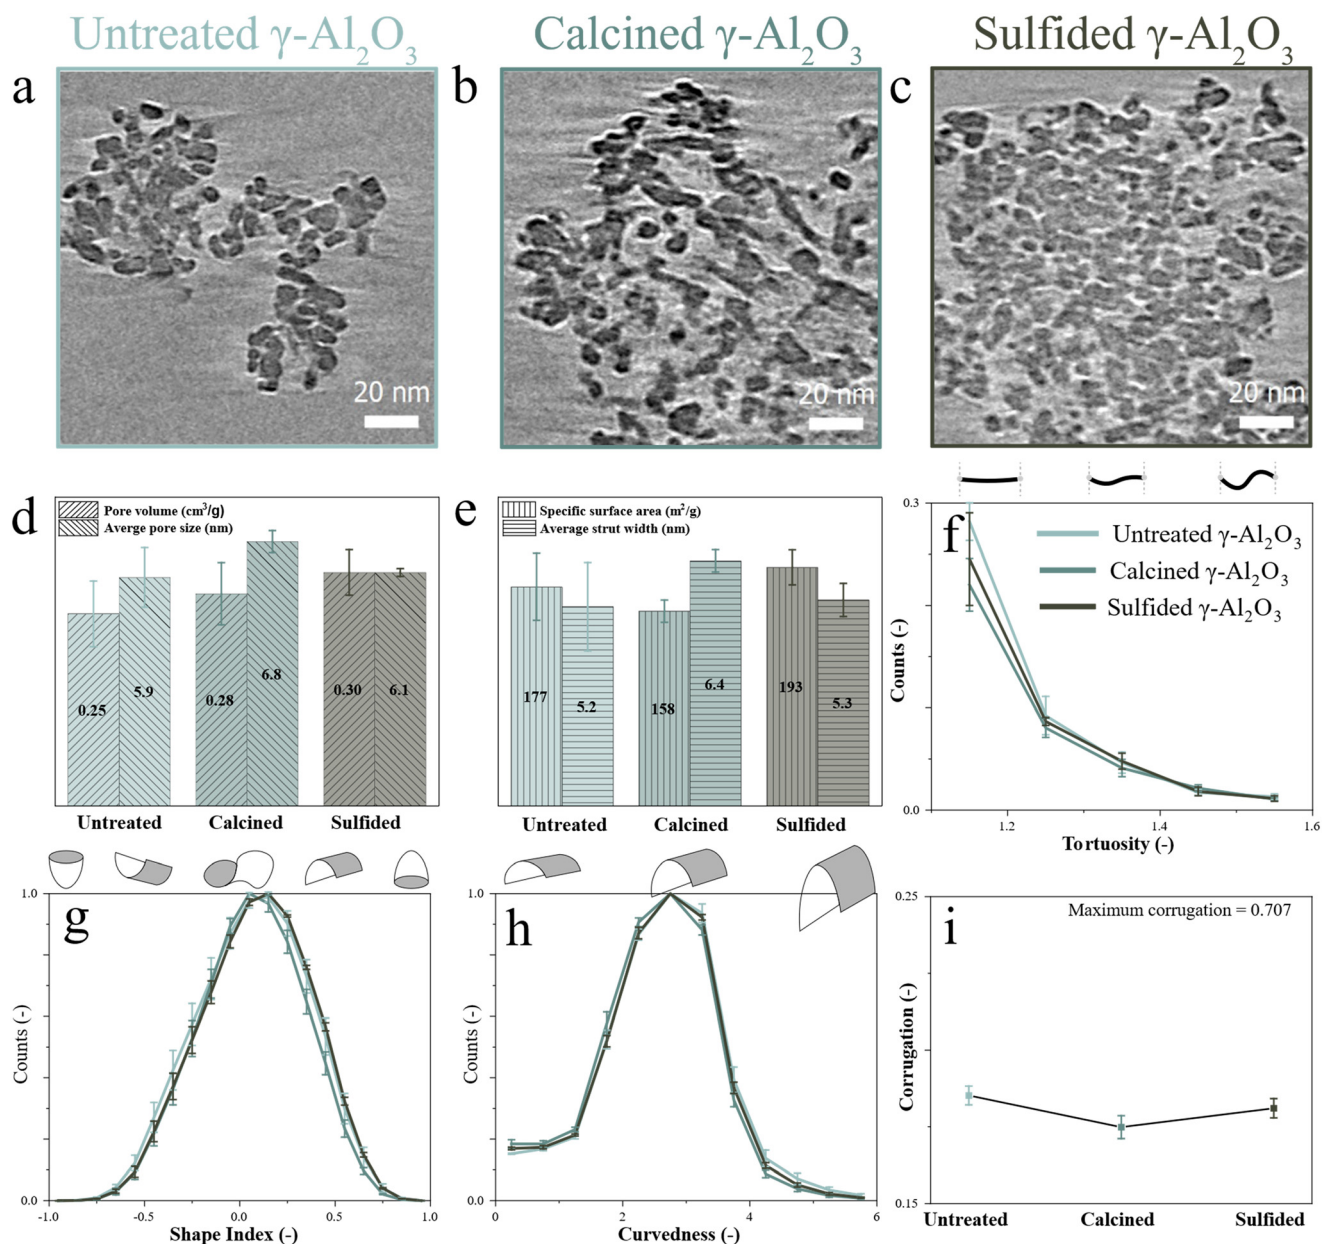 Untreated γ-Al₂O₃
Calcined γ-Al₂O₃
Sulfided γ-Al₂O₃
a
20 nm
b
20 nm
c
20 nm
d
Pore volume (cm³/g)
Averge pore size (nm)
0.25
5.9
0.28
6.8
0.30
6.1
Untreated
Calcined
Sulfided
e
Specific surface area (m²/g)
Average strut width (nm)
177
5.2
158
6.4
193
5.3
Untreated
Calcined
Sulfided
f
0.3
Untreated γ-Al₂O₃
Calcined γ-Al₂O₃
Sulfided γ-Al₂O₃
Counts (-)
0.0
1.2
1.4
1.6
Tortuosity (-)
g
1.0
Counts (-)
0.0
-1.0
-0.5
0.0
0.5
1.0
Shape Index (-)
h
1.0
Counts (-)
0.0
0
2
4
6
Curvedness (-)
i
0.25
Maximum corrugation = 0.707
Corrugation (-)
0.15
Untreated
Calcined
Sulfided